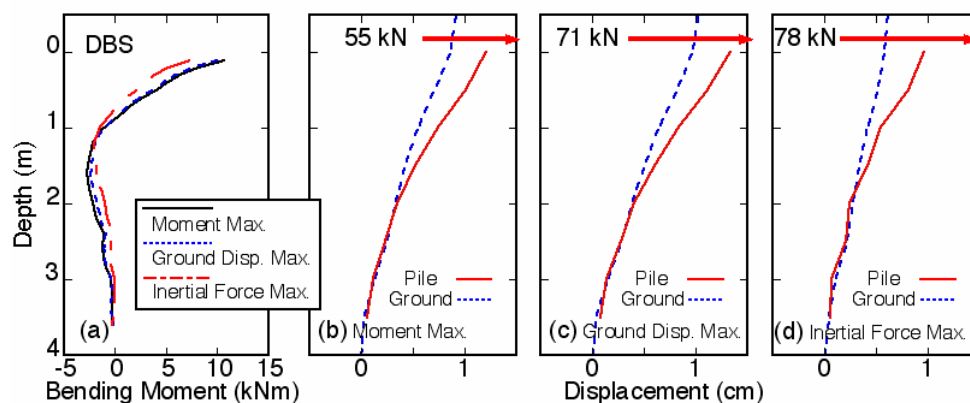 0
1
2
3
4
Depth (m)
DBS
Moment Max.
Ground Disp. Max.
Inertial Force Max.
(a)
-5 0 5 10 15
Bending Moment (kNm)
55 kN
Pile
Ground
(b) Moment Max.
0 1
71 kN
Pile
Ground
(c) Ground Disp. Max.
0 1
78 kN
Pile
Ground
(d) Inertial Force Max.
0 1
Displacement (cm)